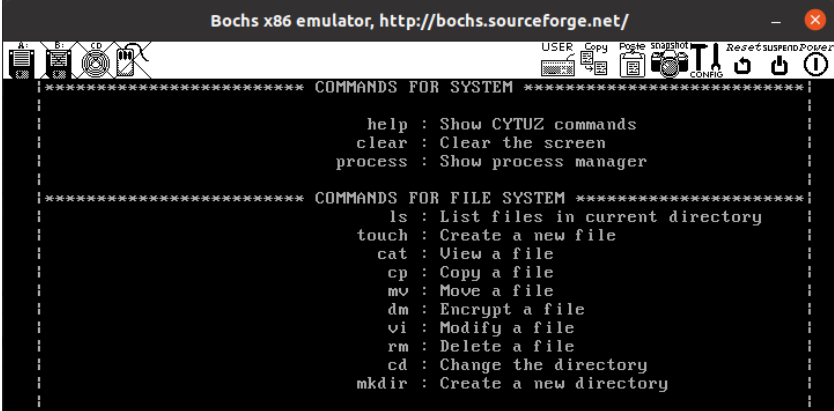 Bochs x86 emulator, http://bochs.sourceforge.net/
A: B: CD USER Copy Paste snapshot CONFIG Reset SUSPEND Power
|************************* COMMANDS FOR SYSTEM ***************************|
help : Show CYTUZ commands
clear : Clear the screen
process : Show process manager
|************************* COMMANDS FOR FILE SYSTEM **********************|
ls : List files in current directory
touch : Create a new file
cat : View a file
cp : Copy a file
mv : Move a file
dm : Encrypt a file
vi : Modify a file
rm : Delete a file
cd : Change the directory
mkdir : Create a new directory